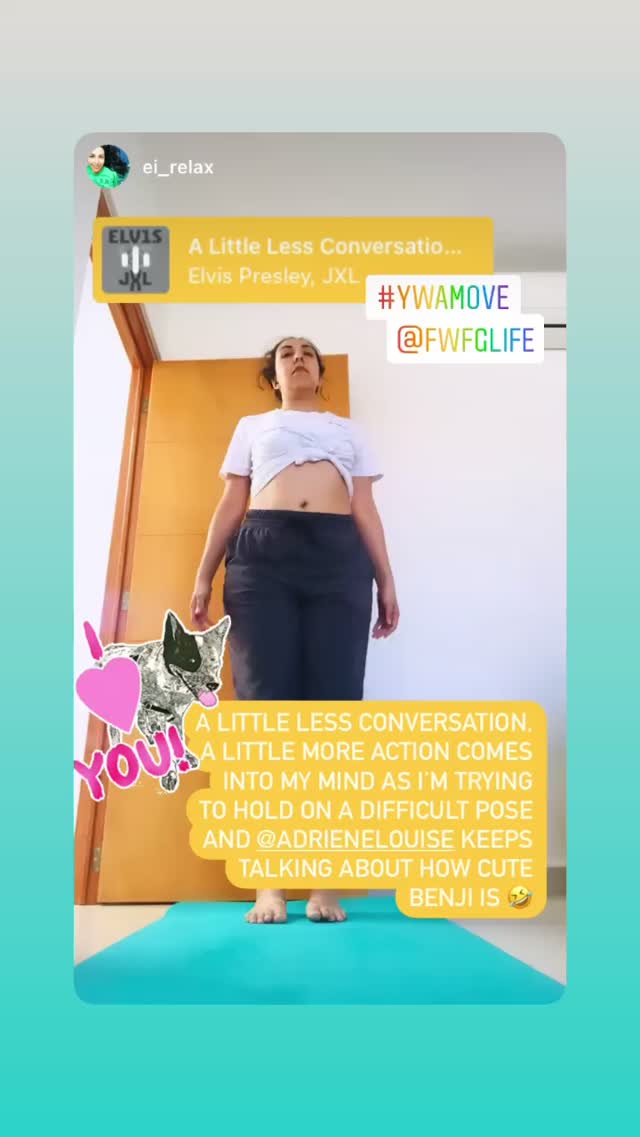 ei_relax
ELV1S
JXL
A Little Less Conversatio...
Elvis Presley, JXL
#YWAMOVE
@FWFGLIFE
I
YOU!
A LITTLE LESS CONVERSATION,
A LITTLE MORE ACTION COMES
INTO MY MIND AS I'M TRYING
TO HOLD ON A DIFFICULT POSE
AND @ADRIENELOUISE KEEPS
TALKING ABOUT HOW CUTE
BENJI IS 🤣